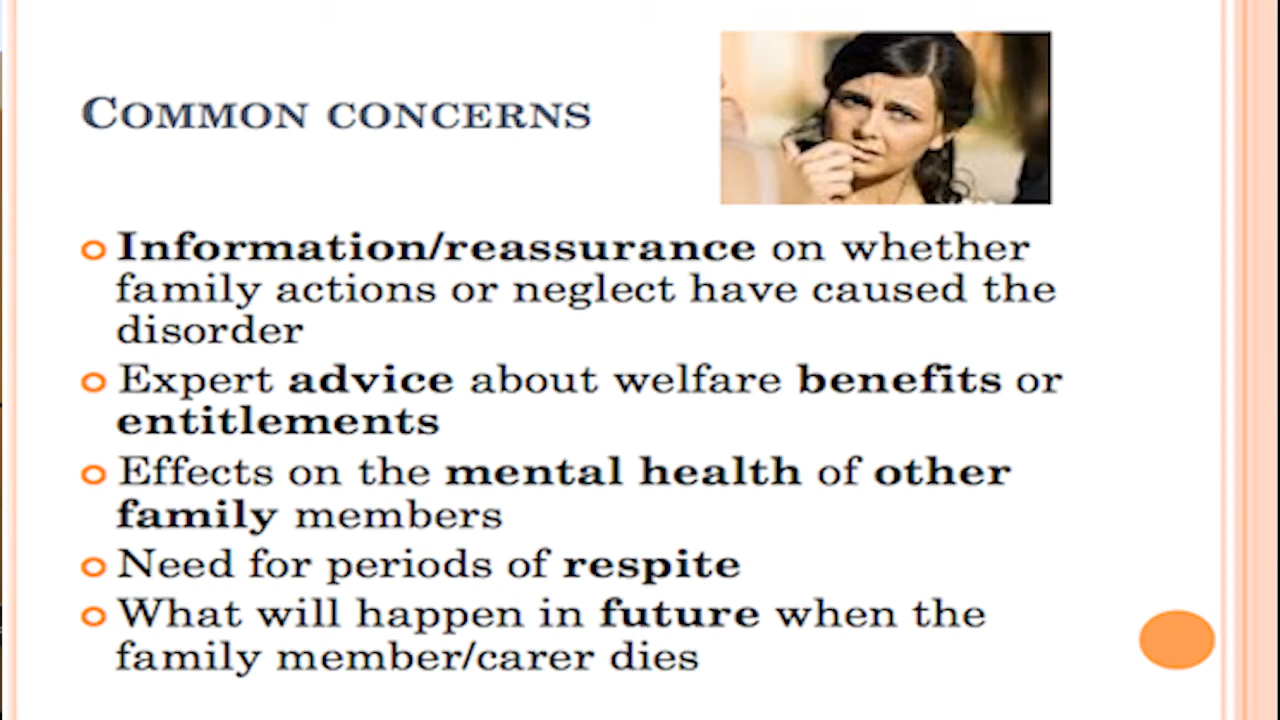 COMMON CONCERNS
Information/reassurance on whether
family actions or neglect have caused the
disorder
Expert advice about welfare benefits or
entitlements
Effects on the mental health of other
family members
Need for periods of respite
What will happen in future when the
family member/carer dies